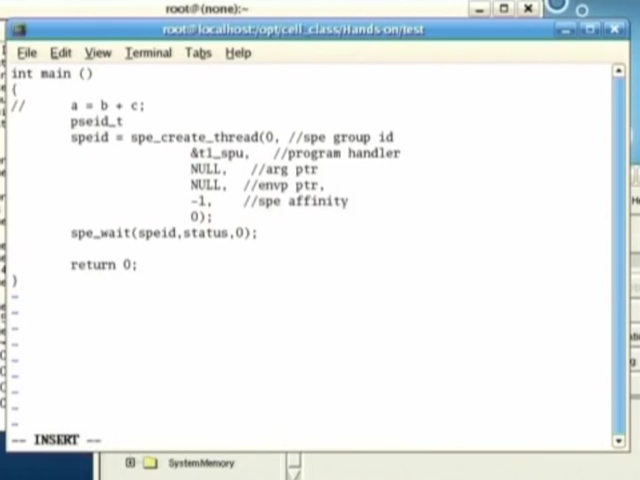 root@(none):~
root@localhost:/opt/cell_class/Hands-on/test
File Edit View Terminal Tabs Help
int main ()
{
// a = b + c;
pseid_t
speid = spe_create_thread(0, //spe group id
&t1_spu, //program handler
NULL, //arg ptr
NULL, //envp ptr,
-1, //spe affinity
0);
spe_wait(speid,status,0);
return 0;
}
~
~
~
~
~
~
~
~
~
-- INSERT --
SystemMemory